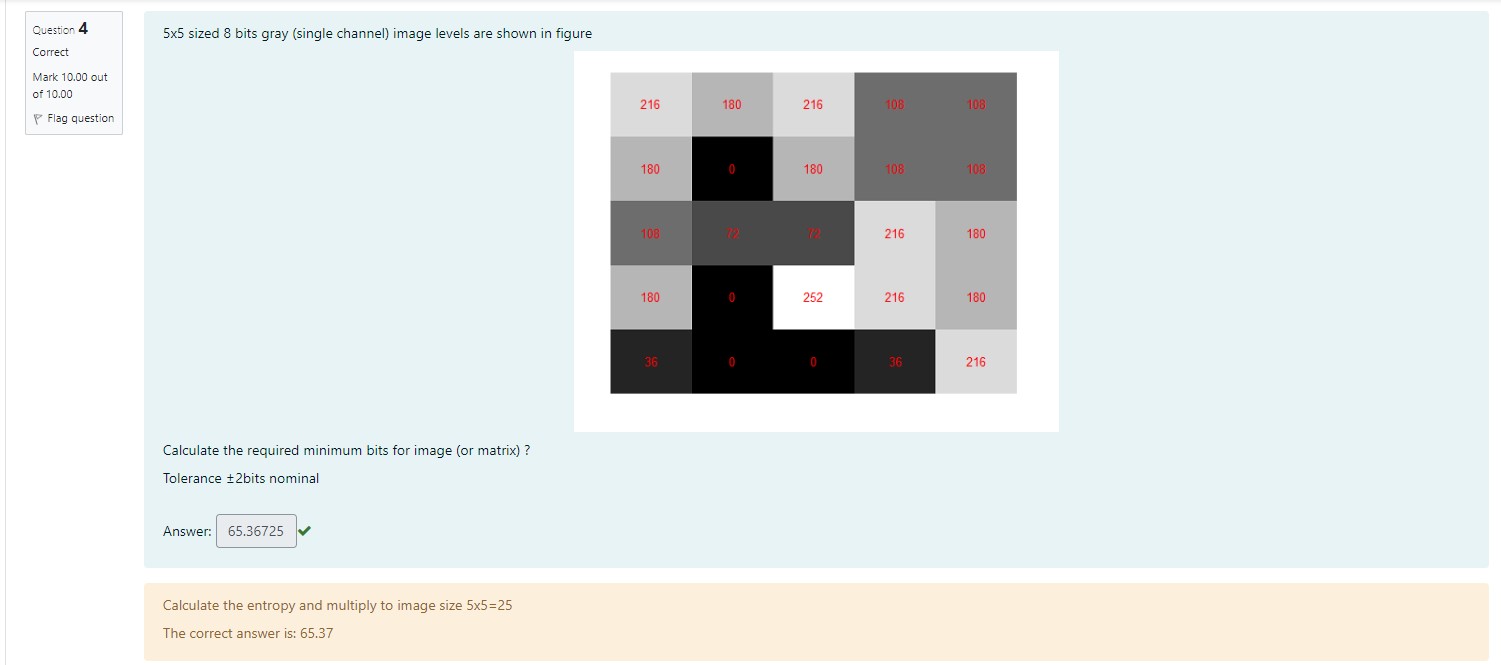 Question 4
Correct
Mark 10.00 out
of 10.00
Flag question
5x5 sized 8 bits gray (single channel) image levels are shown in figure
216 180 216 108 108
180 0 180 108 108
108 72 72 216 180
180 0 252 216 180
36 0 0 36 216
Calculate the required minimum bits for image (or matrix) ?
Tolerance ±2bits nominal
Answer: 65.36725
Calculate the entropy and multiply to image size 5x5=25
The correct answer is: 65.37